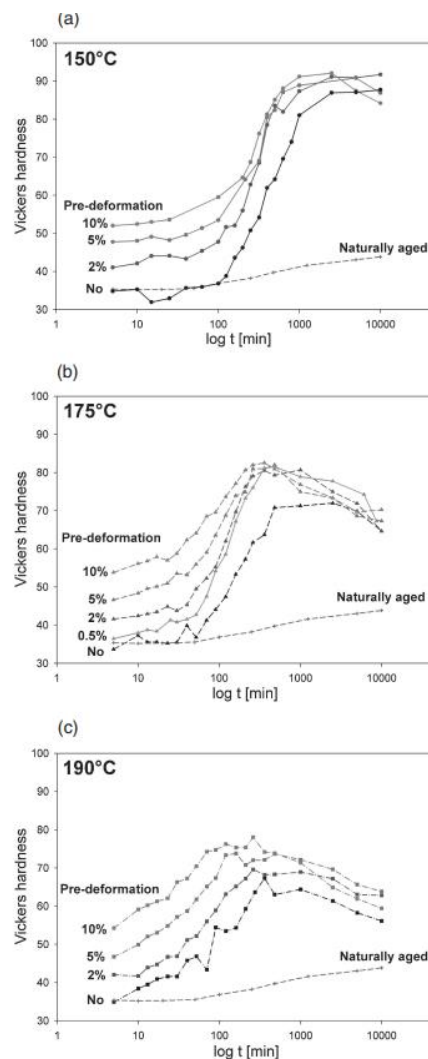 (a)
150°C
100
90
80
70
60
50
40
30
Vickers hardness
Pre-deformation
10%
5%
2%
No
Naturally aged
1
10
100
1000
10000
log t [min]
(b)
175°C
100
90
80
70
60
50
40
30
Vickers hardness
Pre-deformation
10%
5%
2%
0.5%
No
Naturally aged
1
10
100
1000
10000
log t [min]
(c)
190°C
100
90
80
70
60
50
40
30
Vickers hardness
Pre-deformation
10%
5%
2%
No
Naturally aged
1
10
100
1000
10000
log t [min]